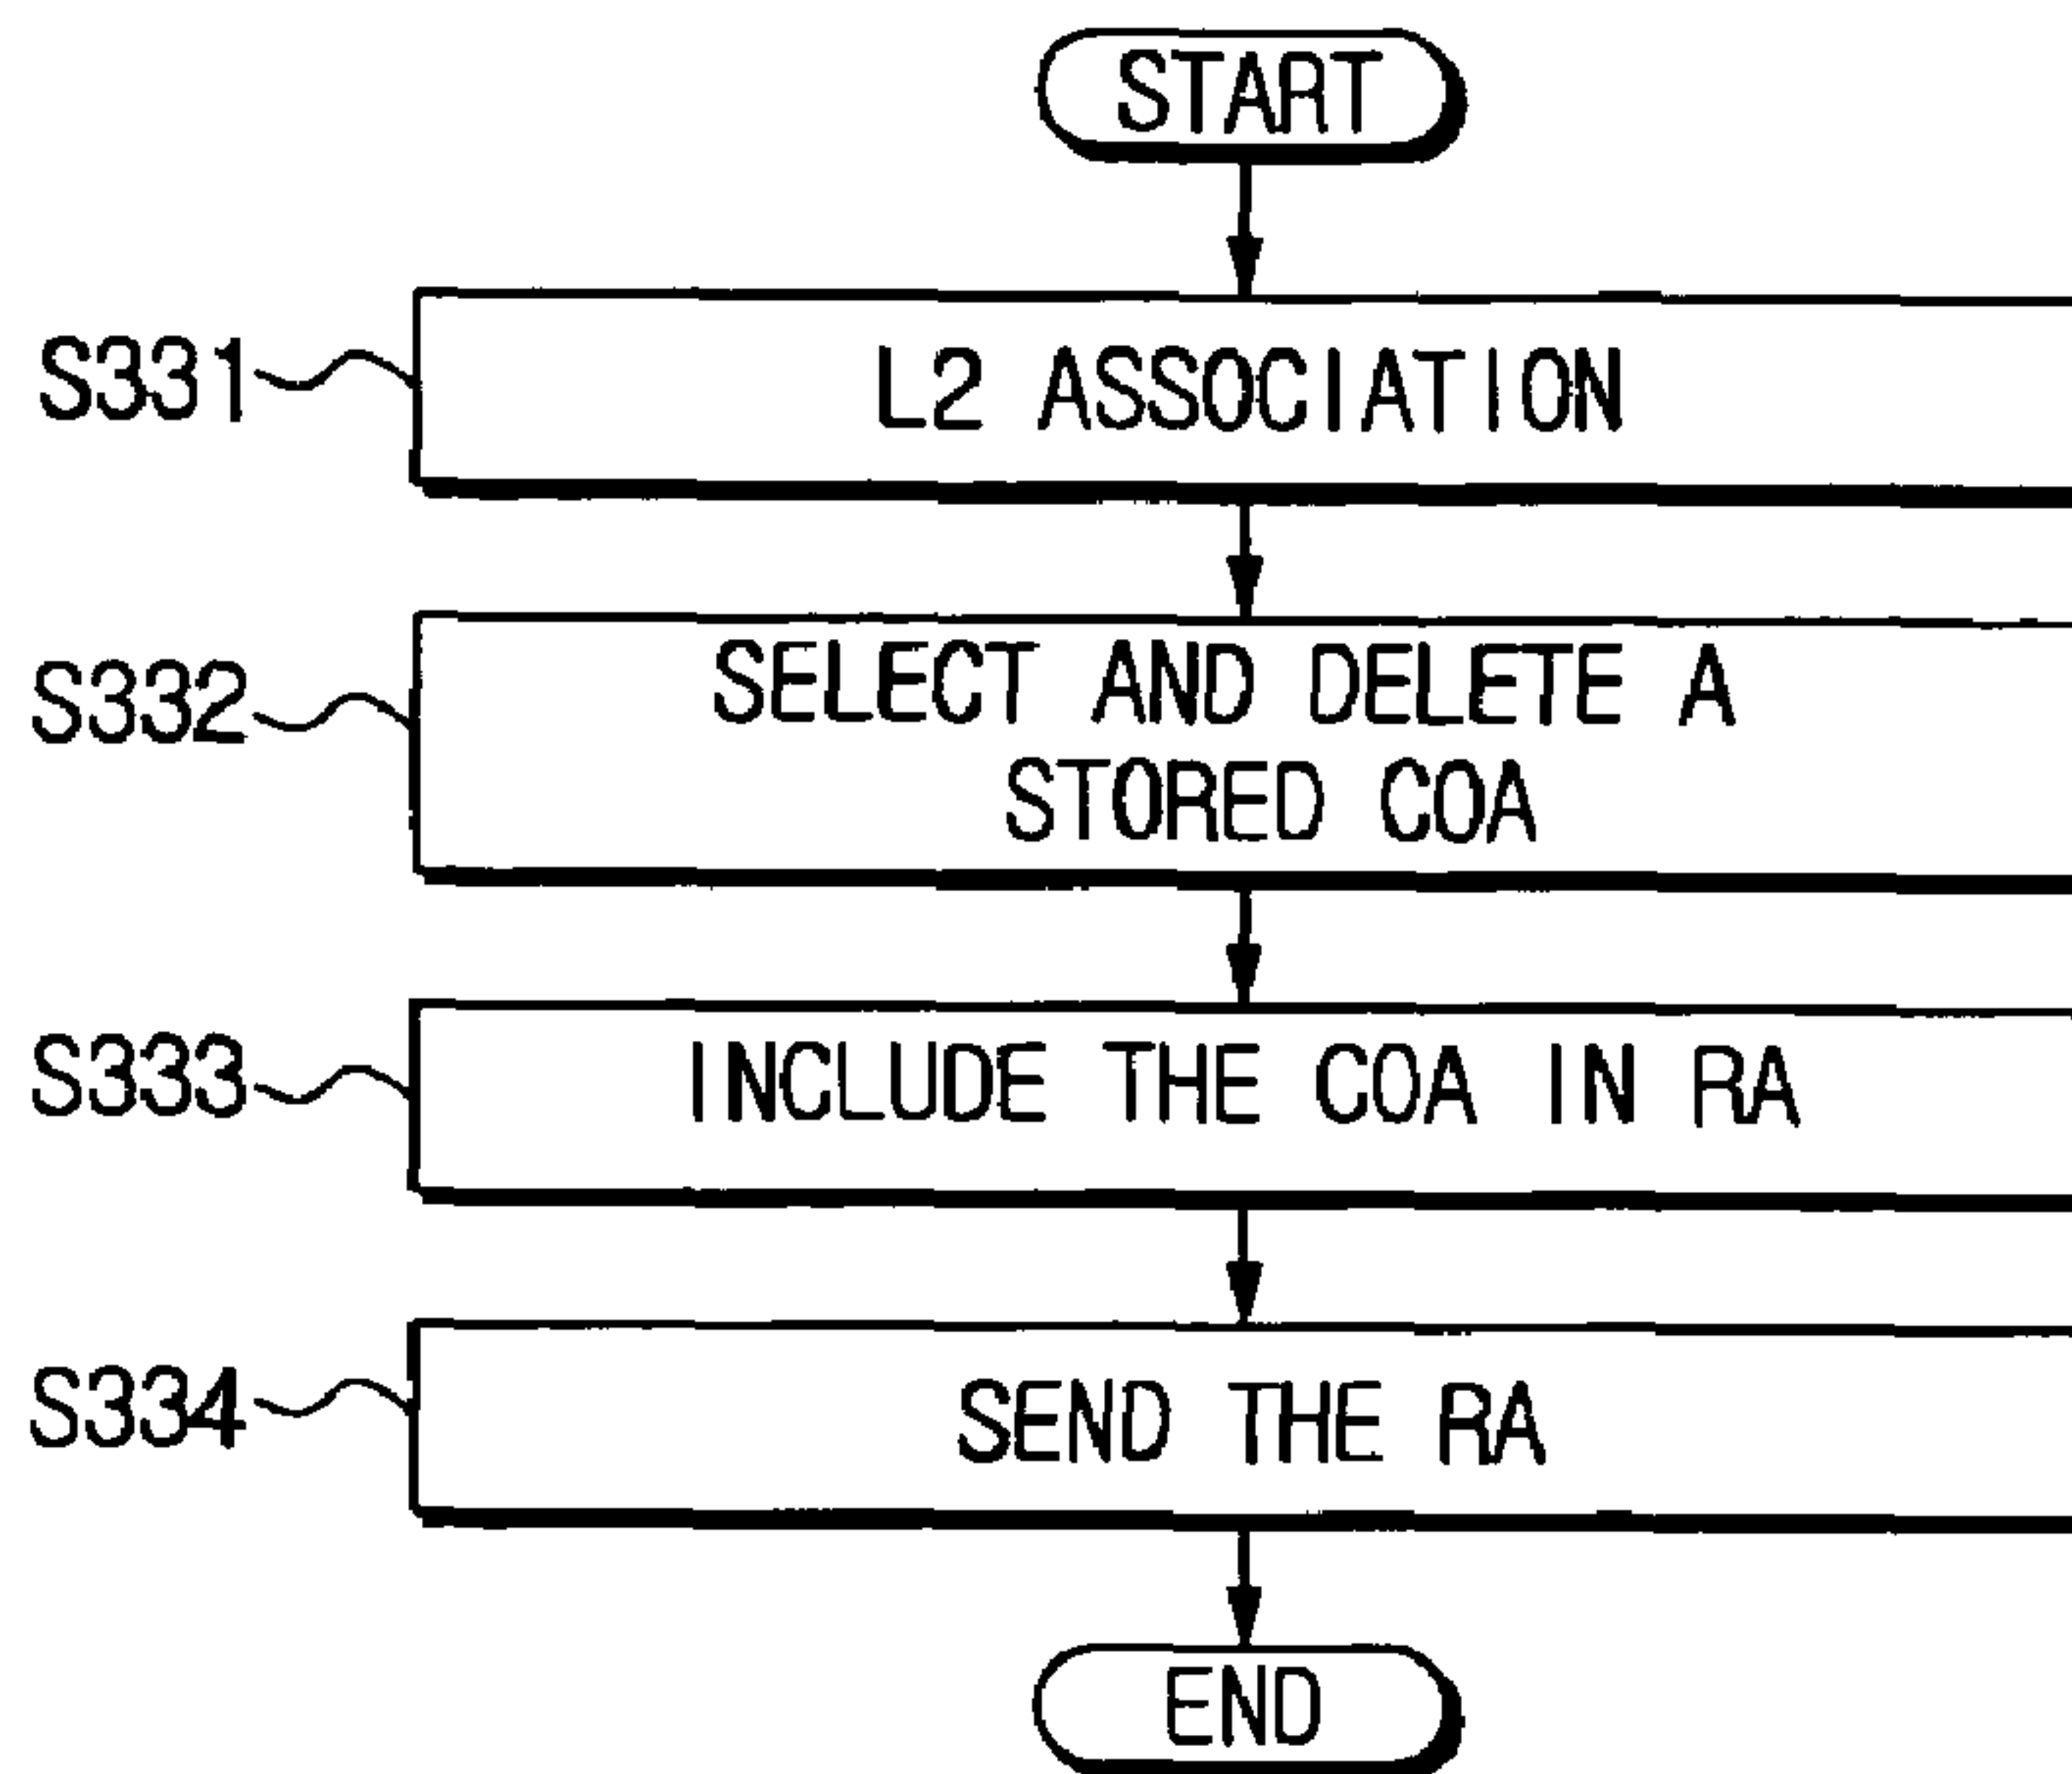 START
S331
L2 ASSOCIATION
S332
SELECT AND DELETE A
STORED COA
S333
INCLUDE THE COA IN RA
S334
SEND THE RA
END